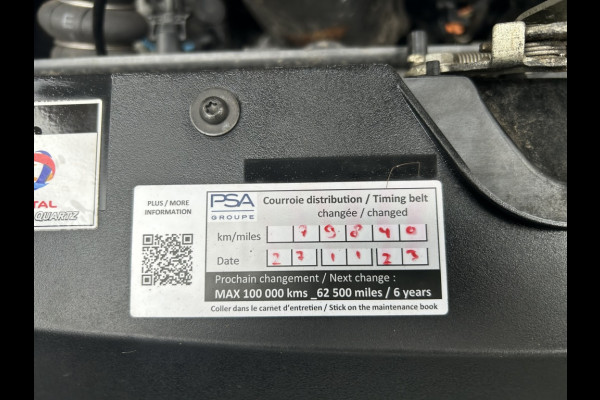 TAL
QUARTZ
PLUS / MORE
INFORMATION
PSA
GROUPE
Courroie distribution / Timing belt
changée / changed
km/miles 79840
Date 22 11 23
Prochain changement / Next change :
MAX 100 000 kms _62 500 miles / 6 years
Coller dans le carnet d'entretien / Stick on the maintenance book